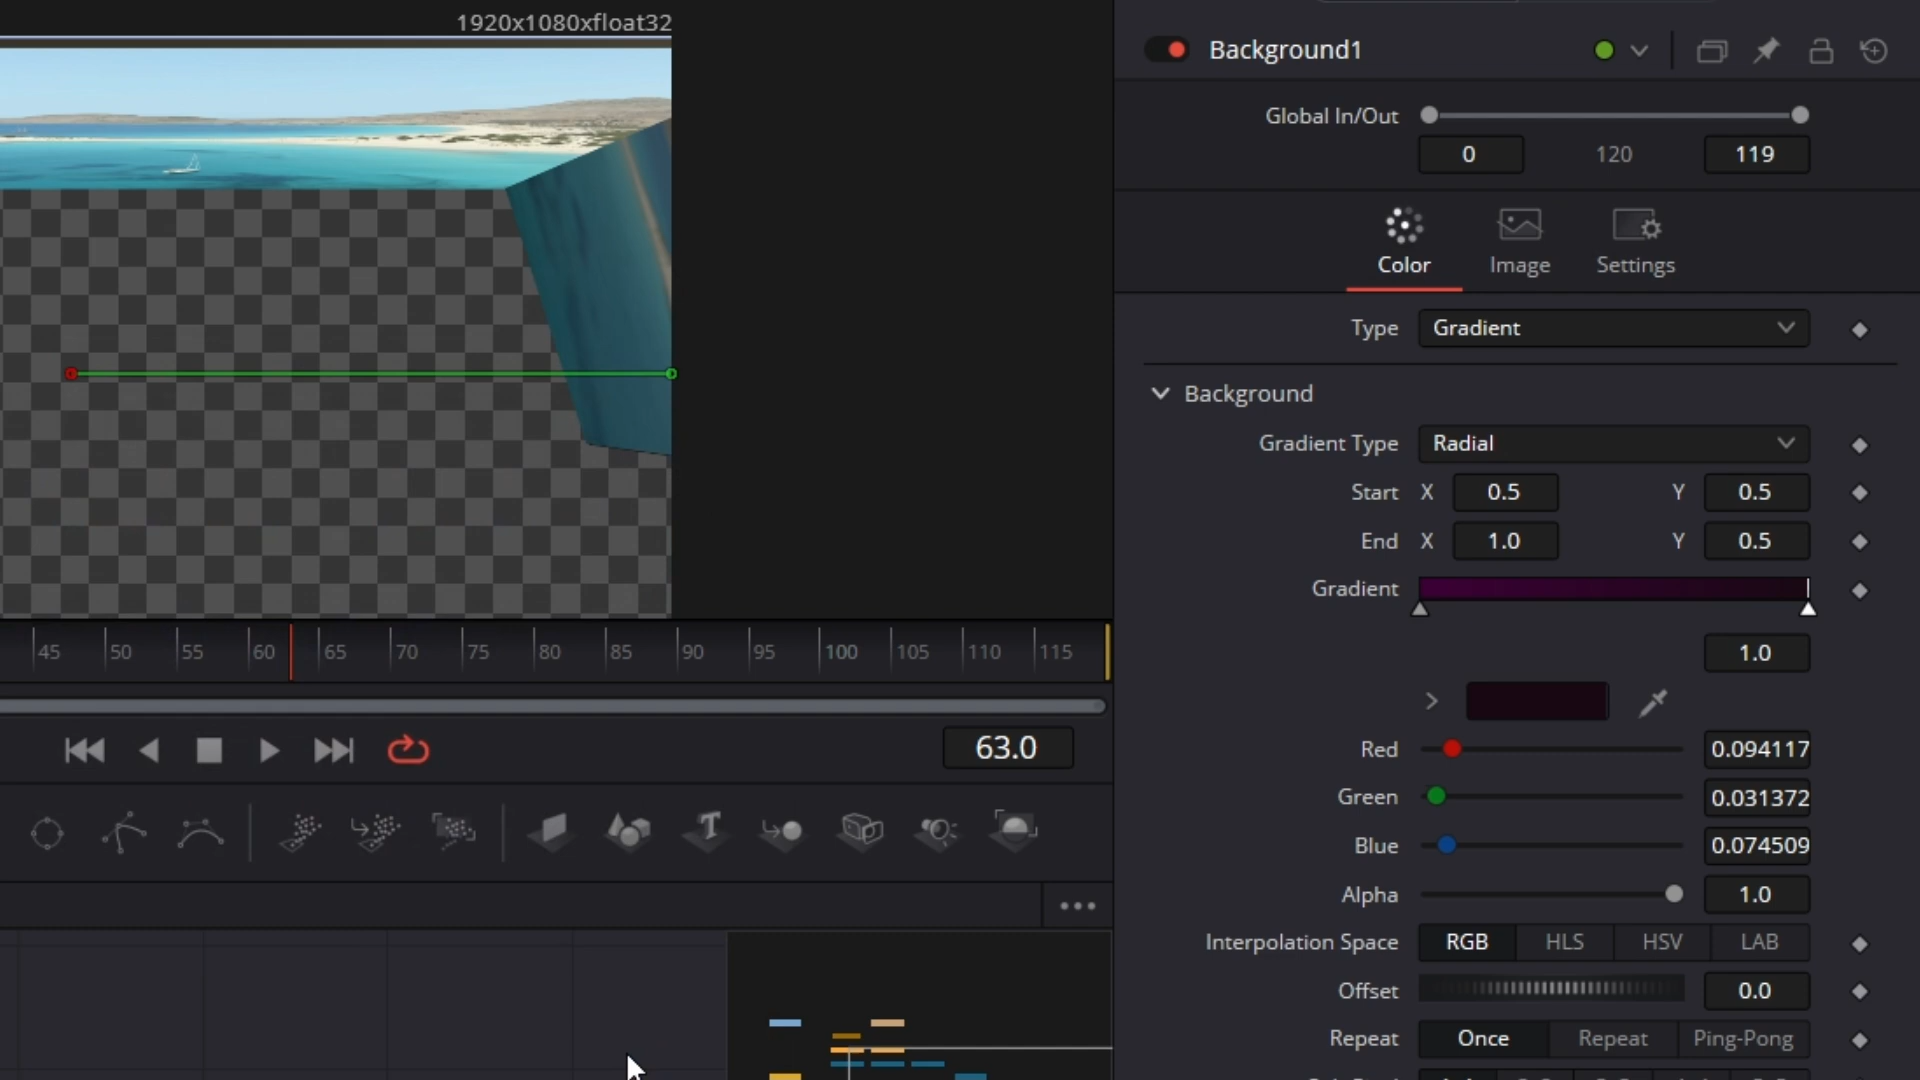 1920x1080xfloat32
Background1
Global In/Out
0 120 119
Color Image Settings
Type Gradient
Background
Gradient Type Radial
Start X 0.5 Y 0.5
End X 1.0 Y 0.5
Gradient
1.0
45 50 55 60 65 70 75 80 85 90 95 100 105 110 115
63.0
Red 0.094117
Green 0.031372
Blue 0.074509
Alpha 1.0
Interpolation Space RGB HLS HSV LAB
Offset 0.0
Repeat Once Repeat Ping-Pong